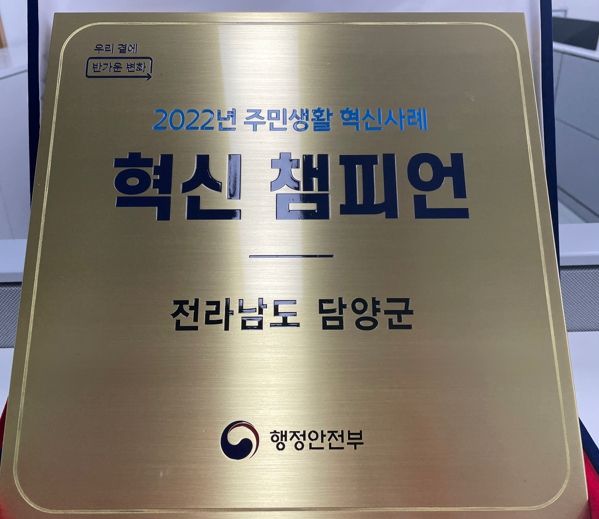 우리 곁에
반가운 변화
2022년 주민생활 혁신사례
혁신 챔피언
전라남도 담양군
행정안전부